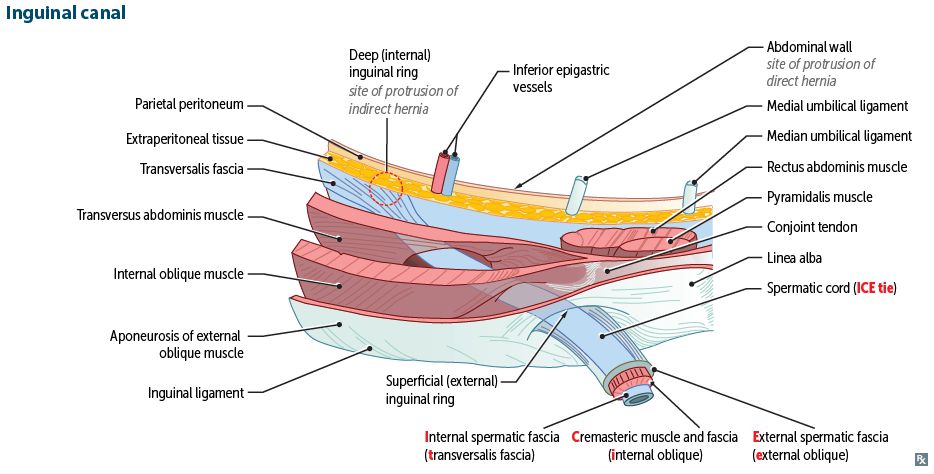 Inguinal canal
Deep (internal)
inguinal ring
site of protrusion of
indirect hernia
Inferior epigastric
vessels
Abdominal wall
site of protrusion of
direct hernia
Parietal peritoneum
Extraperitoneal tissue
Transversalis fascia
Transversus abdominis muscle
Internal oblique muscle
Aponeurosis of external
oblique muscle
Inguinal ligament
Medial umbilical ligament
Median umbilical ligament
Rectus abdominis muscle
Pyramidalis muscle
Conjoint tendon
Linea alba
Spermatic cord (ICE tie)
Superficial (external)
inguinal ring
Internal spermatic fascia
(transversalis fascia)
Cremasteric muscle and fascia
(internal oblique)
External spermatic fascia
(external oblique)
Rx